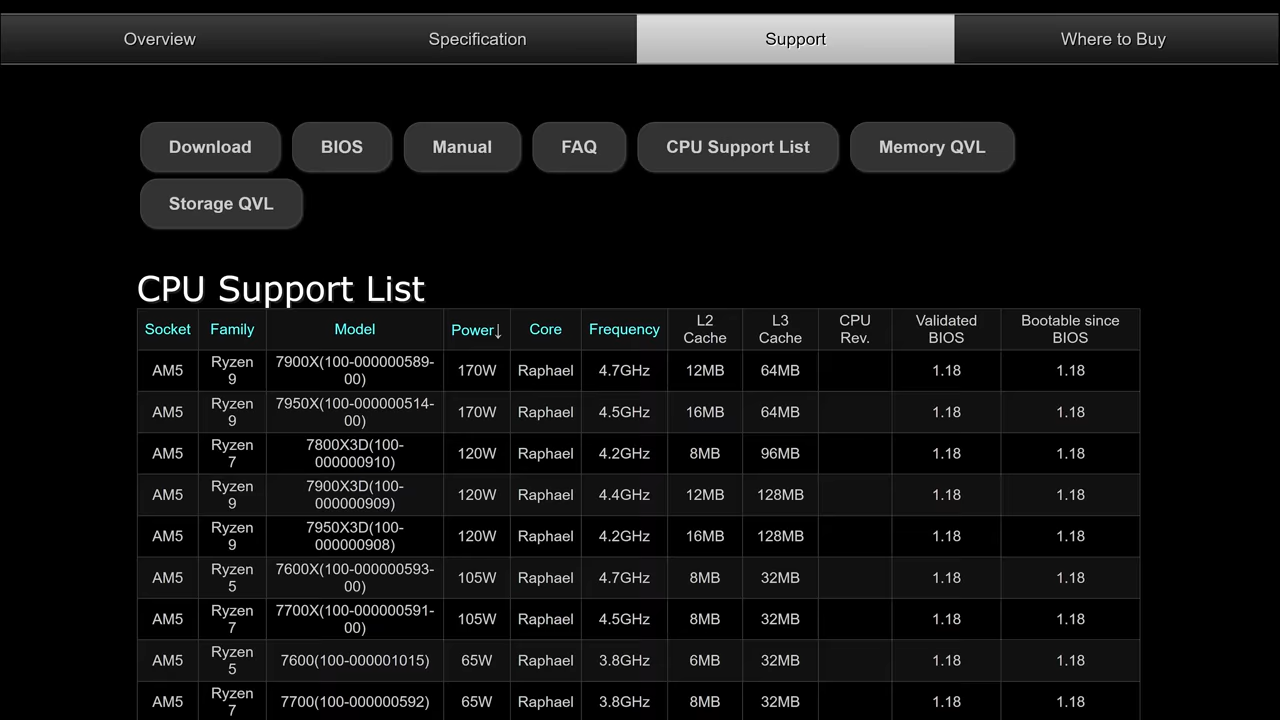 Overview Specification Support Where to Buy
Download BIOS Manual FAQ CPU Support List Memory QVL
Storage QVL
CPU Support List
Socket Family Model Power↓ Core Frequency L2 Cache L3 Cache CPU Rev. Validated BIOS Bootable since BIOS
AM5 Ryzen 9 7900X(100-000000589-00) 170W Raphael 4.7GHz 12MB 64MB 1.18 1.18
AM5 Ryzen 9 7950X(100-000000514-00) 170W Raphael 4.5GHz 16MB 64MB 1.18 1.18
AM5 Ryzen 7 7800X3D(100-000000910) 120W Raphael 4.2GHz 8MB 96MB 1.18 1.18
AM5 Ryzen 9 7900X3D(100-000000909) 120W Raphael 4.4GHz 12MB 128MB 1.18 1.18
AM5 Ryzen 9 7950X3D(100-000000908) 120W Raphael 4.2GHz 16MB 128MB 1.18 1.18
AM5 Ryzen 5 7600X(100-000000593-00) 105W Raphael 4.7GHz 8MB 32MB 1.18 1.18
AM5 Ryzen 7 7700X(100-000000591-00) 105W Raphael 4.5GHz 8MB 32MB 1.18 1.18
AM5 Ryzen 5 7600(100-000001015) 65W Raphael 3.8GHz 6MB 32MB 1.18 1.18
AM5 Ryzen 7 7700(100-000000592) 65W Raphael 3.8GHz 8MB 32MB 1.18 1.18